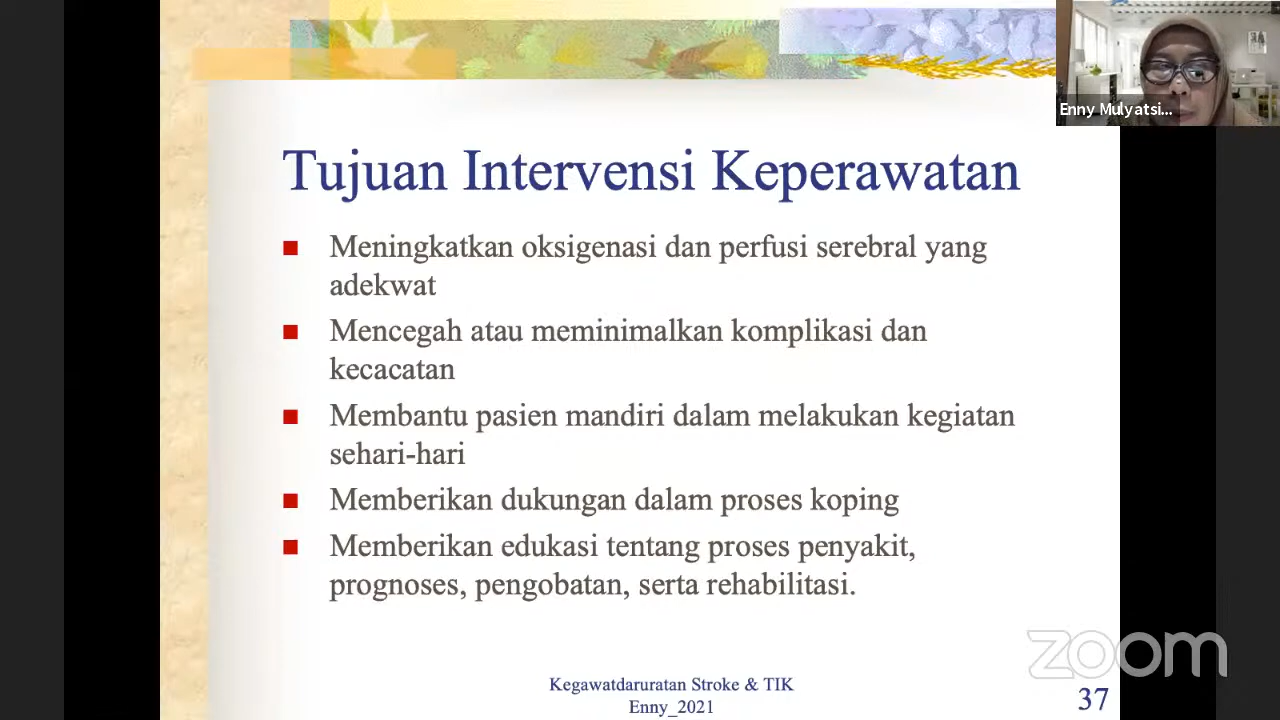 Enny Mulyatsi...
Tujuan Intervensi Keperawatan
Meningkatkan oksigenasi dan perfusi serebral yang
adekwat
Mencegah atau meminimalkan komplikasi dan
kecacatan
Membantu pasien mandiri dalam melakukan kegiatan
sehari-hari
Memberikan dukungan dalam proses koping
Memberikan edukasi tentang proses penyakit,
prognoses, pengobatan, serta rehabilitasi.
zoom
Kegawatdaruratan Stroke & TIK
Enny_2021
37